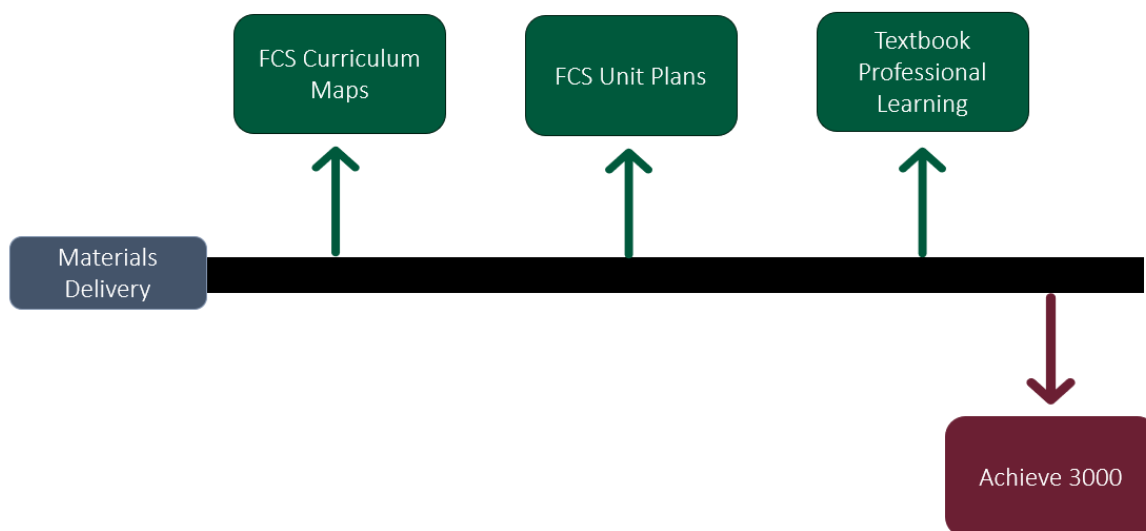 FCS Curriculum
Maps
FCS Unit Plans
Textbook
Professional
Learning
Materials
Delivery
Achieve 3000